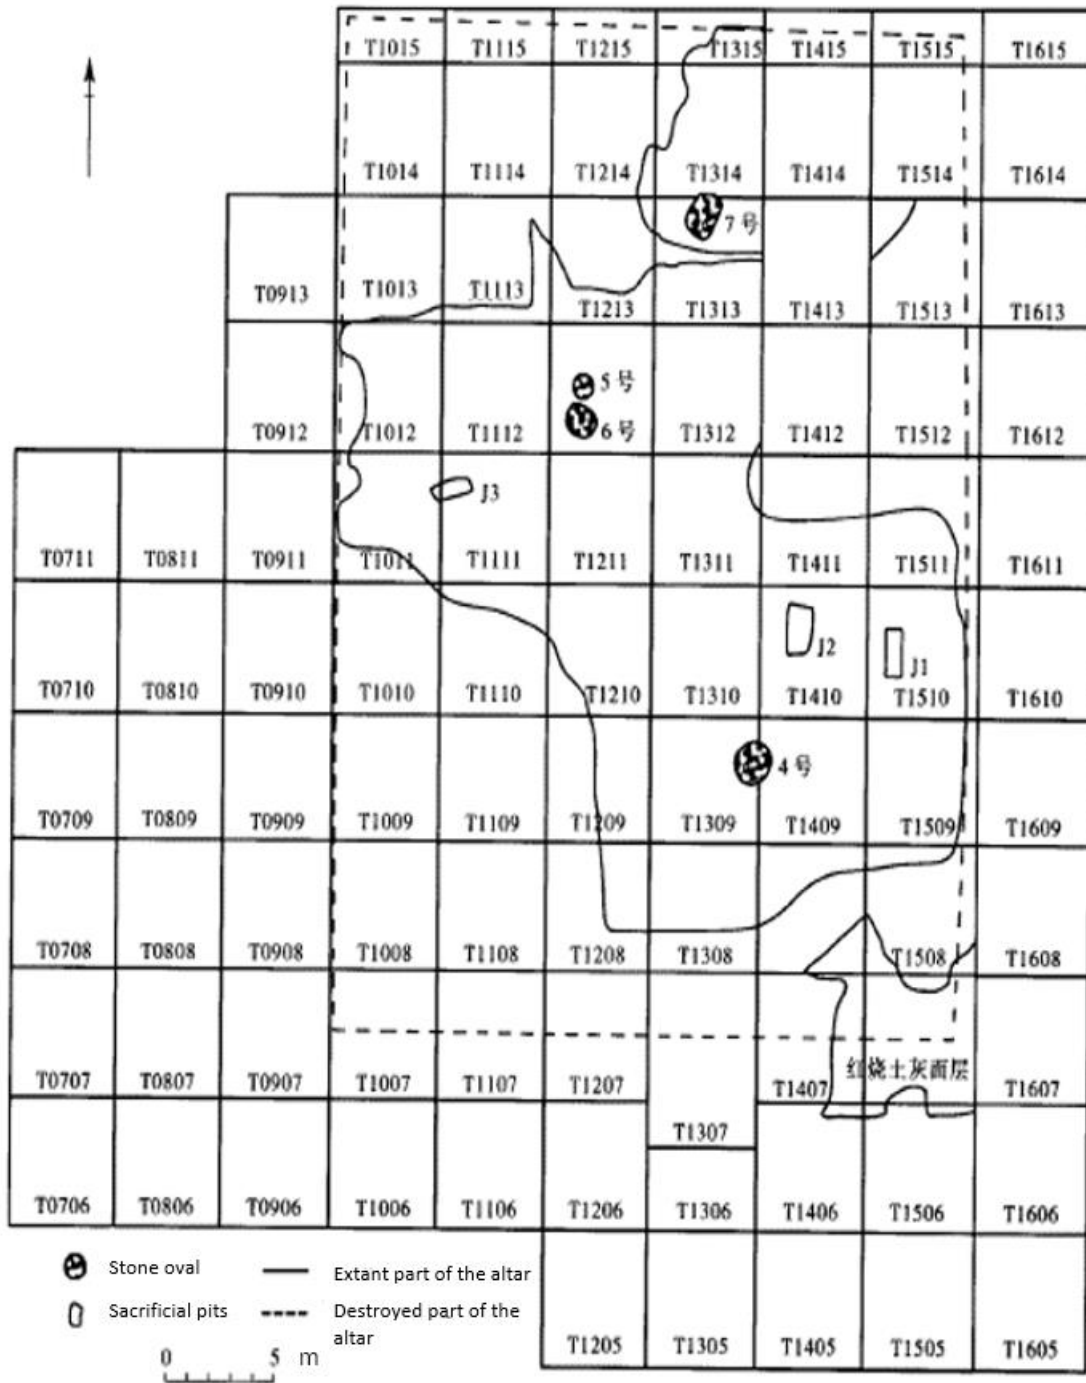 T1015 T1115 T1215 T1315 T1415 T1515 T1615
T1014 T1114 T1214 T1314 T1414 T1514 T1614
7号
T0913 T1013 T1113 T1213 T1313 T1413 T1513 T1613
5号
T0912 T1012 T1112 6号 T1312 T1412 T1512 T1612
J3
T0711 T0811 T0911 T1011 T1111 T1211 T1311 T1411 T1511 T1611
J2 J1
T0710 T0810 T0910 T1010 T1110 T1210 T1310 T1410 T1510 T1610
4号
T0709 T0809 T0909 T1009 T1109 T1209 T1309 T1409 T1509 T1609
T0708 T0808 T0908 T1008 T1108 T1208 T1308 T1508 T1608
红烧土灰面层
T0707 T0807 T0907 T1007 T1107 T1207 T1407 T1607
T1307
T0706 T0806 T0906 T1006 T1106 T1206 T1306 T1406 T1506 T1606
Stone oval
Extant part of the altar
Sacrificial pits
Destroyed part of the
altar
0 5 m
T1205 T1305 T1405 T1505 T1605